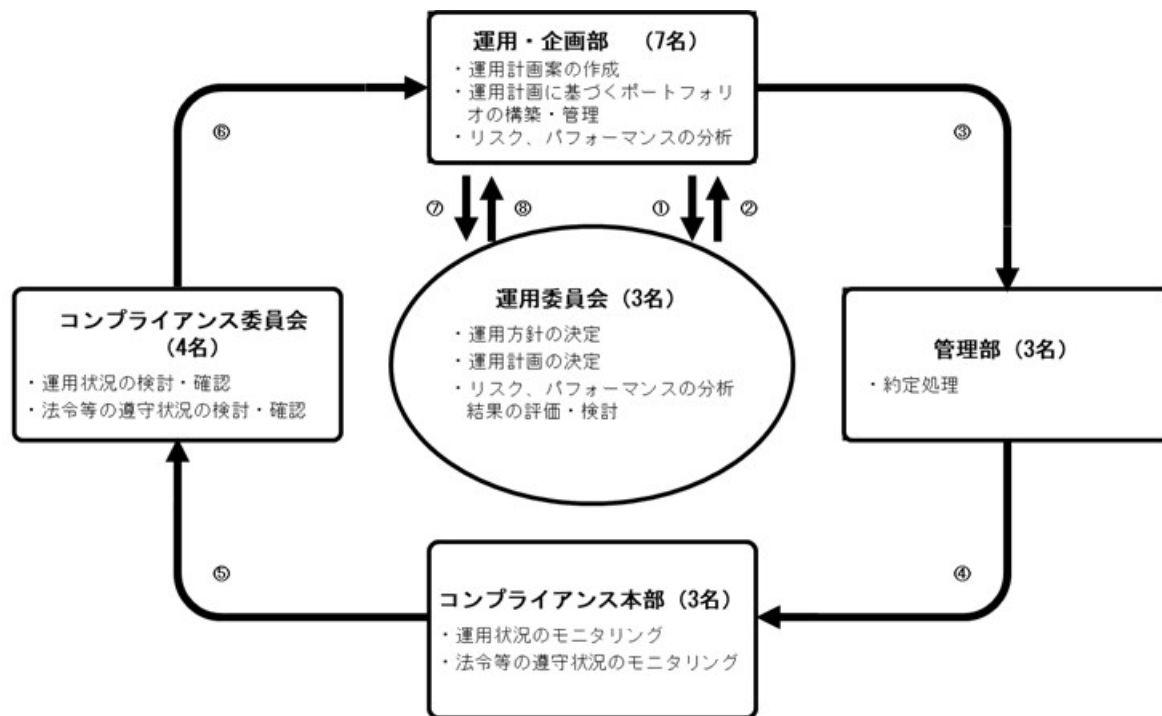 運用・企画部 （7名）
・運用計画案の作成
・運用計画に基づくポートフォリ
オの構築・管理
・リスク、パフォーマンスの分析
⑥
③
⑦
⑧
①
②
運用委員会（3名）
・運用方針の決定
・運用計画の決定
・リスク、パフォーマンスの分析
結果の評価・検討
コンプライアンス委員会
（4名）
・運用状況の検討・確認
・法令等の遵守状況の検討・確認
管理部（3名）
・約定処理
⑤
④
コンプライアンス本部（3名）
・運用状況のモニタリング
・法令等の遵守状況のモニタリング